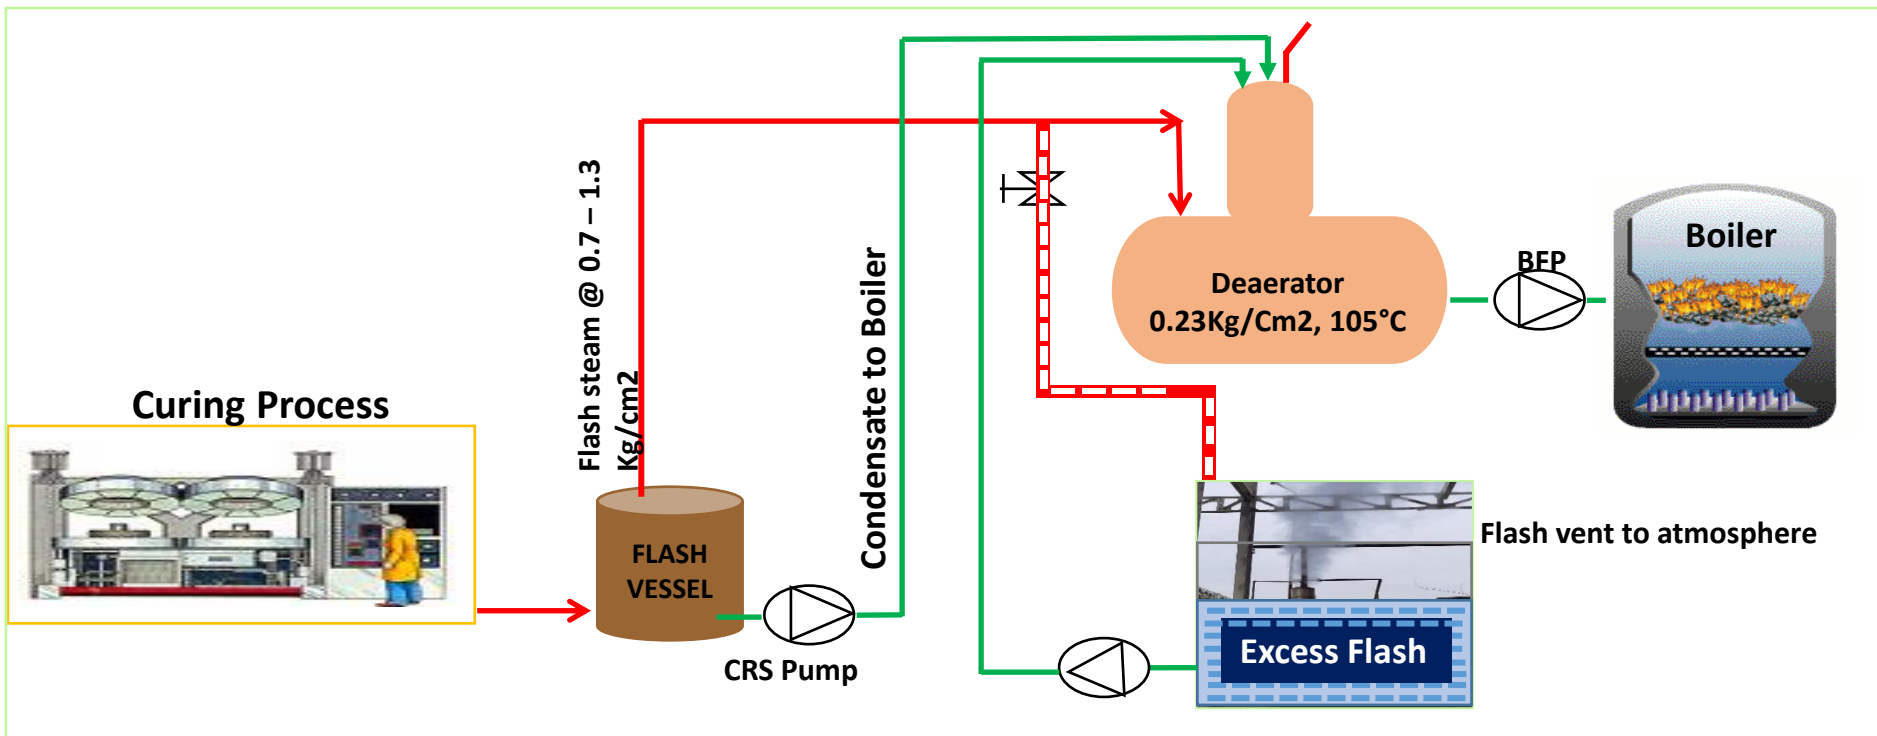 Curing Process
Flash steam @ 0.7 – 1.3
Kg/cm2
FLASH
VESSEL
CRS Pump
Condensate to Boiler
Deaerator
0.23Kg/Cm2, 105°C
BFP
Boiler
Flash vent to atmosphere
Excess Flash